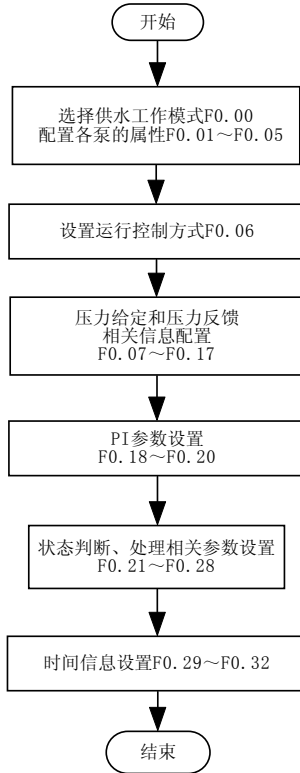 开始
选择供水工作模式F0.00
配置各泵的属性F0.01～F0.05
设置运行控制方式F0.06
压力给定和压力反馈
相关信息配置
F0.07～F0.17
PI参数设置
F0.18～F0.20
状态判断、处理相关参数设置
F0.21～F0.28
时间信息设置F0.29～F0.32
结束